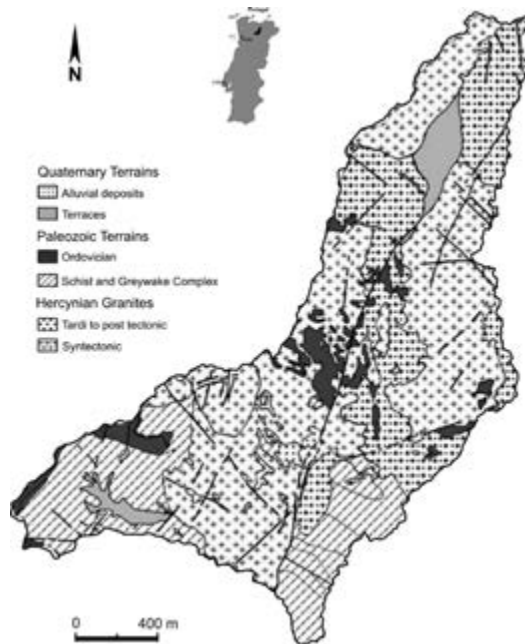 N
Quaternary Terrains
Alluvial deposits
Terraces
Paleozoic Terrains
Ordovician
Schist and Greywake Complex
Hercynian Granites
Tardi to post tectonic
Syntectonic
0 400 m